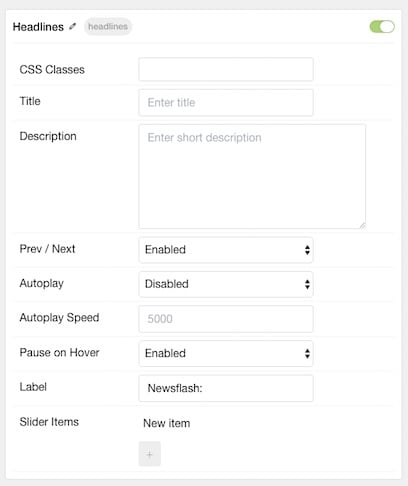 Headlines headlines
CSS Classes
Title Enter title
Description Enter short description
Prev / Next Enabled
Autoplay Disabled
Autoplay Speed 5000
Pause on Hover Enabled
Label Newsflash:
Slider Items New item
+